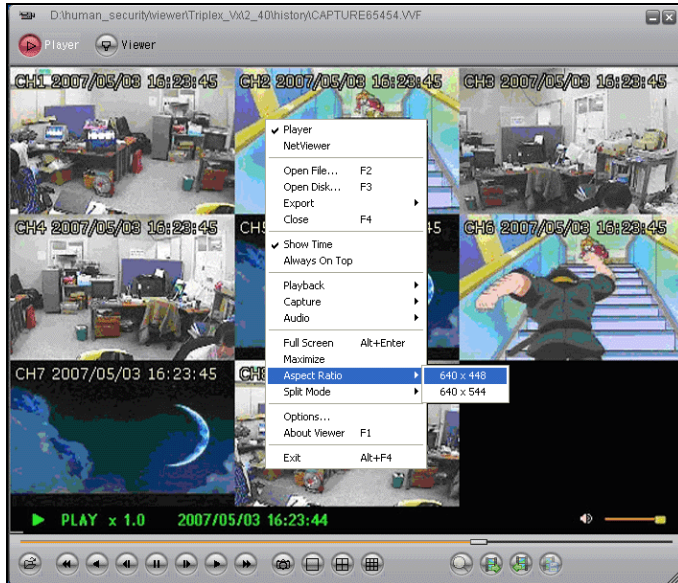 D:\human_security\viewer\Triplex_Vx\2_40\history\CAPTURE65454.VVF
Player
Viewer
CH1 2007/05/03 16:23:45
CH2 2007/05/03 16:23:45
CH3 2007/05/03 16:23:45
CH4 2007/05/03 16:23:45
CH5
45
CH6 2007/05/03 16:23:45
CH7 2007/05/03 16:23:45
Player
NetViewer
Open File... F2
Open Disk... F3
Export
Close F4
Show Time
Always On Top
Playback
Capture
Audio
Full Screen Alt+Enter
Maximize
Aspect Ratio
640 x 448
Split Mode
640 x 544
Options...
About Viewer F1
Exit Alt+F4
PLAY x 1.0 2007/05/03 16:23:44